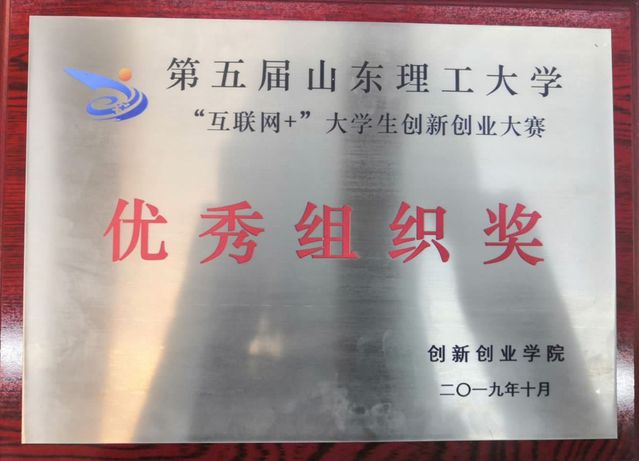 第五届山东理工大学
“互联网+”大学生创新创业大赛
优秀组织奖
创新创业学院
二〇一九年十月